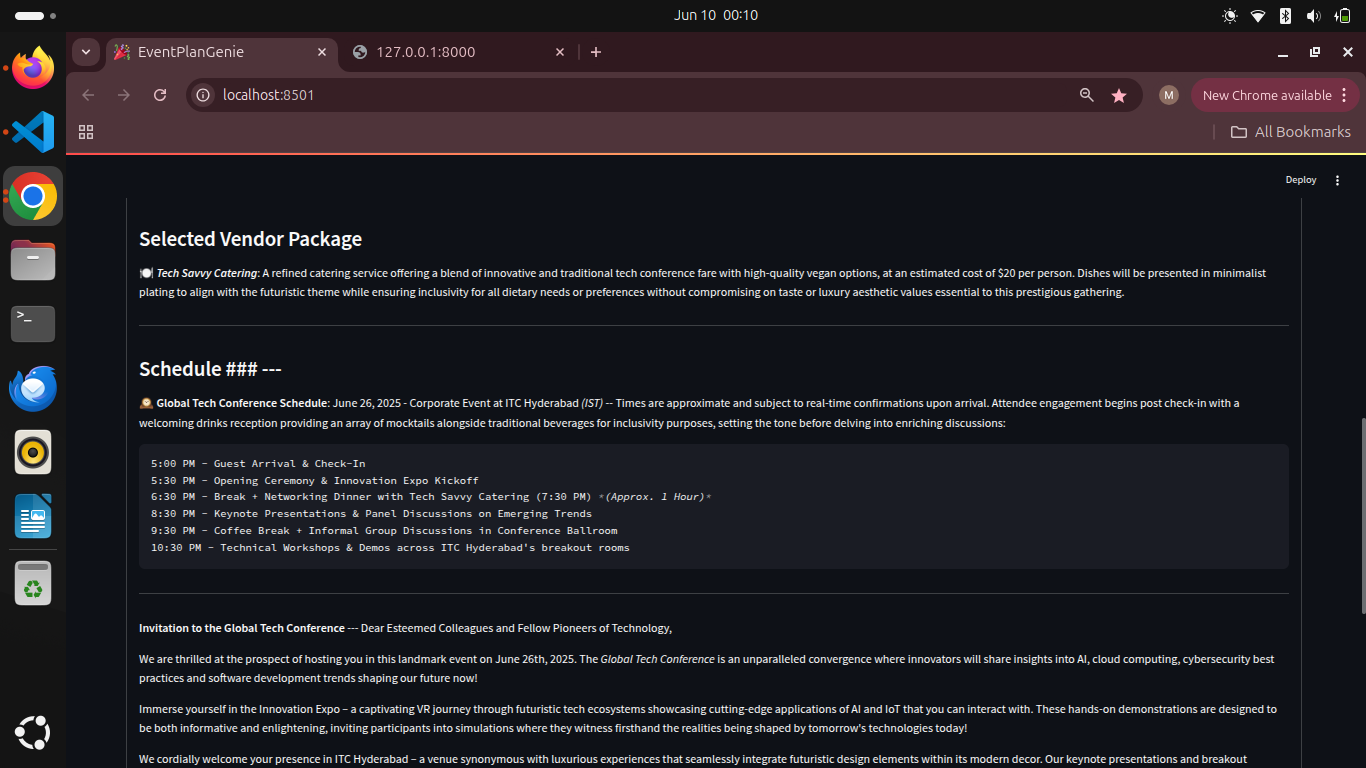 Jun 10 00:10
EventPlanGenie
127.0.0.1:8000
localhost:8501
M
New Chrome available
All Bookmarks
Deploy
Selected Vendor Package
🍽️ Tech Savvy Catering: A refined catering service offering a blend of innovative and traditional tech conference fare with high-quality vegan options, at an estimated cost of $20 per person. Dishes will be presented in minimalist
plating to align with the futuristic theme while ensuring inclusivity for all dietary needs or preferences without compromising on taste or luxury aesthetic values essential to this prestigious gathering.
Schedule ### ---
🕰️ Global Tech Conference Schedule: June 26, 2025 - Corporate Event at ITC Hyderabad (IST) -- Times are approximate and subject to real-time confirmations upon arrival. Attendee engagement begins post check-in with a
welcoming drinks reception providing an array of mocktails alongside traditional beverages for inclusivity purposes, setting the tone before delving into enriching discussions:
5:00 PM – Guest Arrival & Check-In
5:30 PM – Opening Ceremony & Innovation Expo Kickoff
6:30 PM – Break + Networking Dinner with Tech Savvy Catering (7:30 PM) *(Approx. 1 Hour)*
8:30 PM – Keynote Presentations & Panel Discussions on Emerging Trends
9:30 PM – Coffee Break + Informal Group Discussions in Conference Ballroom
10:30 PM – Technical Workshops & Demos across ITC Hyderabad's breakout rooms
Invitation to the Global Tech Conference --- Dear Esteemed Colleagues and Fellow Pioneers of Technology,
We are thrilled at the prospect of hosting you in this landmark event on June 26th, 2025. The Global Tech Conference is an unparalleled convergence where innovators will share insights into AI, cloud computing, cybersecurity best
practices and software development trends shaping our future now!
Immerse yourself in the Innovation Expo – a captivating VR journey through futuristic tech ecosystems showcasing cutting-edge applications of AI and IoT that you can interact with. These hands-on demonstrations are designed to
be both informative and enlightening, inviting participants into simulations where they witness firsthand the realities being shaped by tomorrow's technologies today!
We cordially welcome your presence in ITC Hyderabad – a venue synonymous with luxurious experiences that seamlessly integrate futuristic design elements within its modern decor. Our keynote presentations and breakout